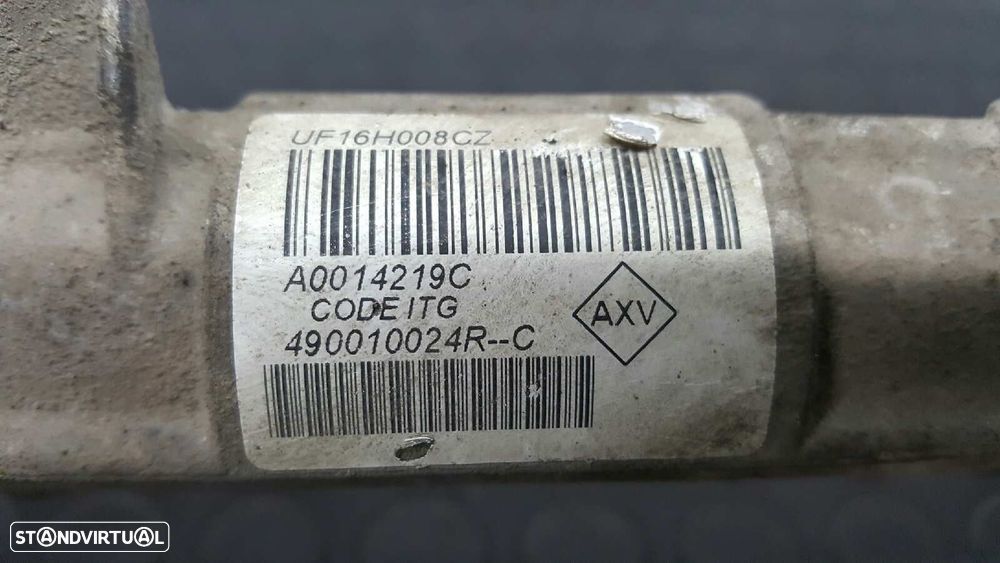 UF16H008CZ
A0014219C
CODE ITG
490010024R--C
AXV
STANDVIRTUAL